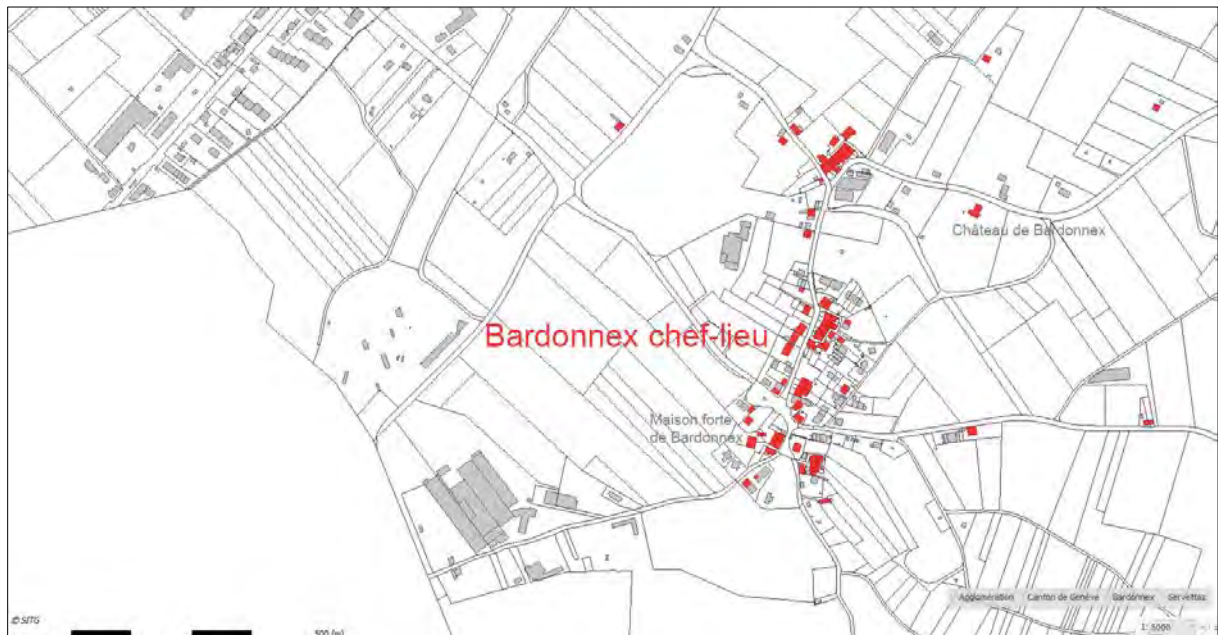 Château de Bardonnex
Bardonnex chef-lieu
Maison forte
de Bardonnex
Agglomération Canton de Genève Bardonnex Servettaz
© SITG
500 (m)
1: 5000